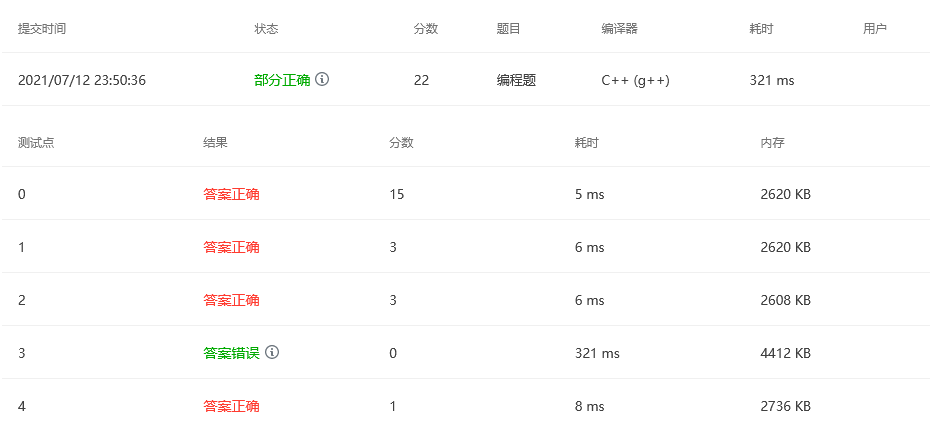 提交时间 状态 分数 题目 编译器 耗时 用户
2021/07/12 23:50:36 部分正确 22 编程题 C++ (g++) 321 ms
测试点 结果 分数 耗时 内存
0 答案正确 15 5 ms 2620 KB
1 答案正确 3 6 ms 2620 KB
2 答案正确 3 6 ms 2608 KB
3 答案错误 0 321 ms 4412 KB
4 答案正确 1 8 ms 2736 KB